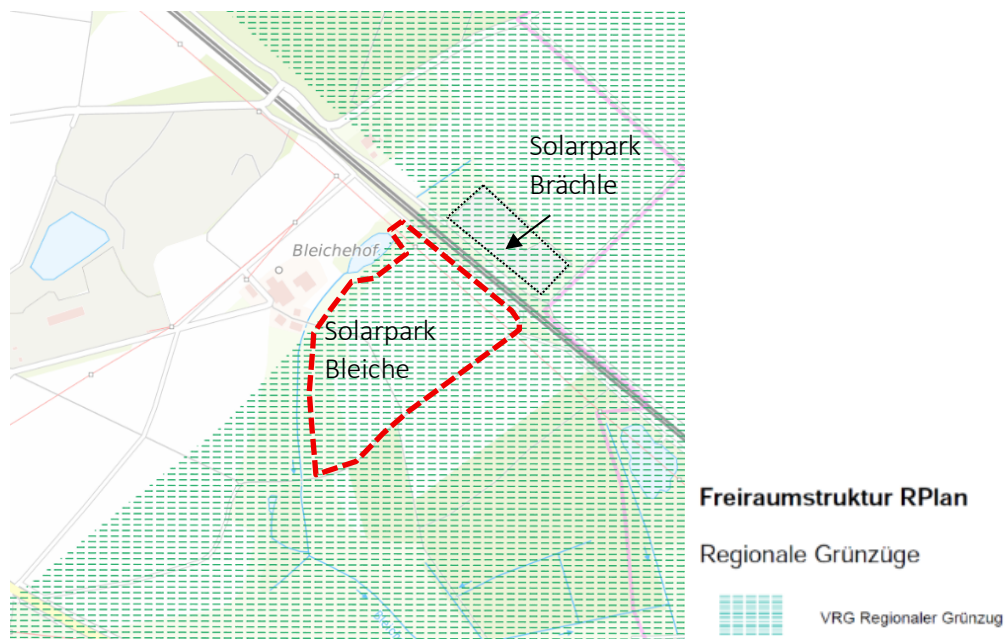 Solarpark
Brächle
Bleichehof
Solarpark
Bleiche
Freiraumstruktur RPlan
Regionale Grünzüge
VRG Regionaler Grünzug